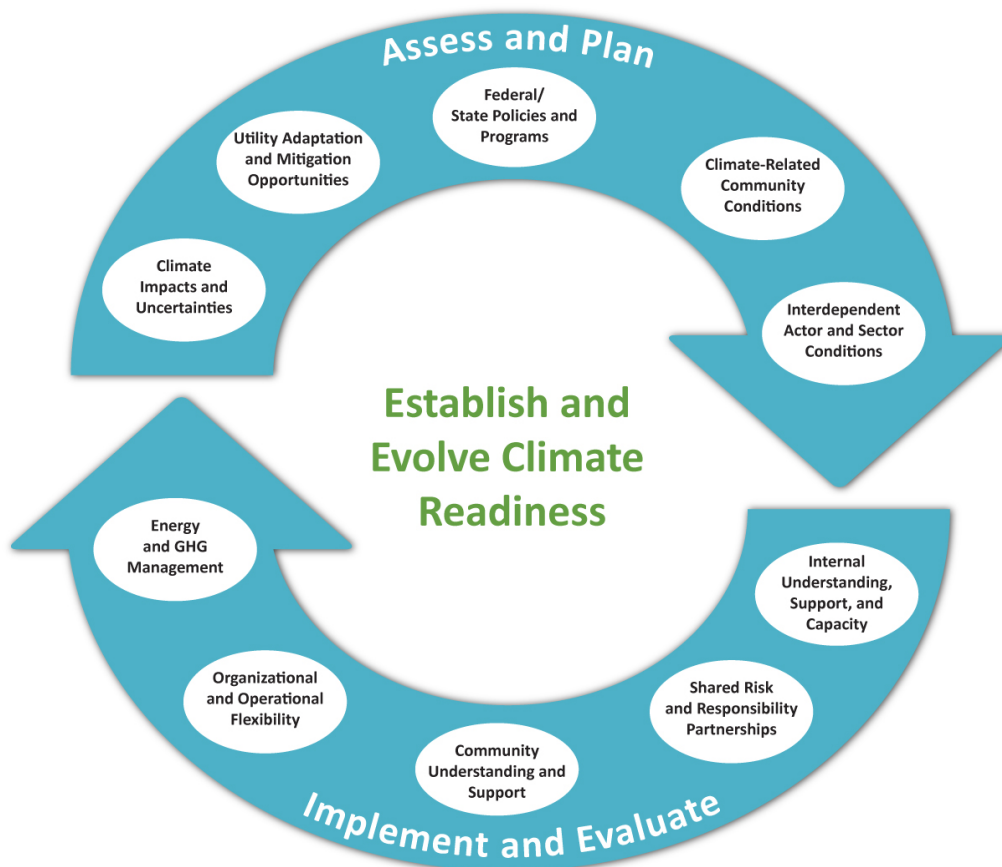 Assess and Plan
Federal/
State Policies and
Programs
Utility Adaptation
and Mitigation
Opportunities
Climate-Related
Community
Conditions
Climate
Impacts and
Uncertainties
Interdependent
Actor and Sector
Conditions
Establish and
Evolve Climate
Readiness
Energy
and GHG
Management
Internal
Understanding,
Support, and
Capacity
Organizational
and Operational
Flexibility
Shared Risk
and Responsibility
Partnerships
Community
Understanding and
Support
Implement and Evaluate